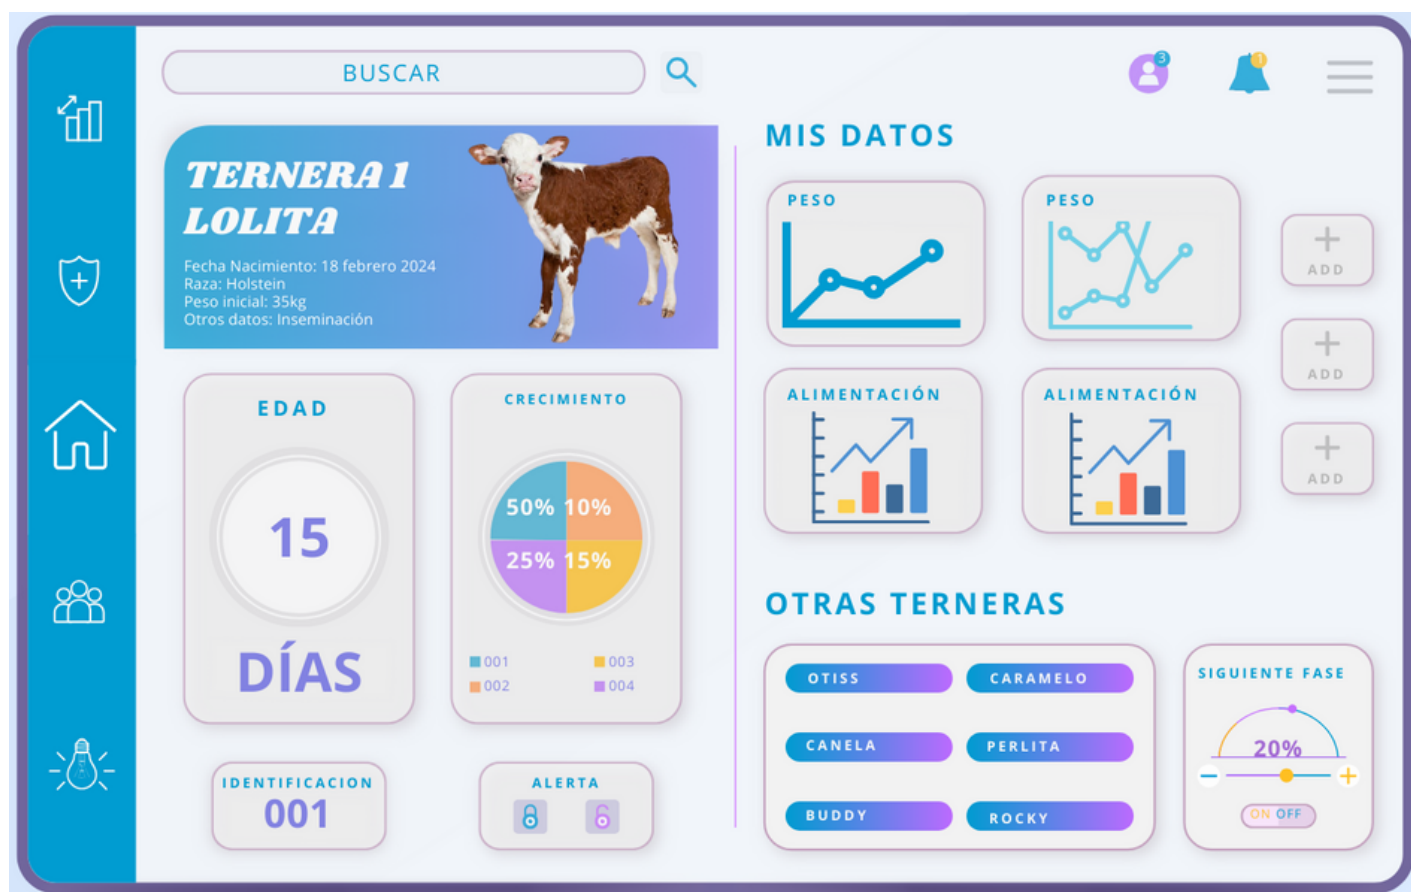 BUSCAR
3
1
TERNERA 1
LOLITA
Fecha Nacimiento: 18 febrero 2024
Raza: Holstein
Peso inicial: 35kg
Otros datos: Inseminación
EDAD
15
DÍAS
CRECIMIENTO
50% 10%
25% 15%
001
003
002
004
IDENTIFICACION
001
ALERTA
MIS DATOS
PESO
PESO
ADD
ALIMENTACIÓN
ALIMENTACIÓN
ADD
ADD
OTRAS TERNERAS
OTISS
CARAMELO
CANELA
PERLITA
BUDDY
ROCKY
SIGUIENTE FASE
20%
ON OFF